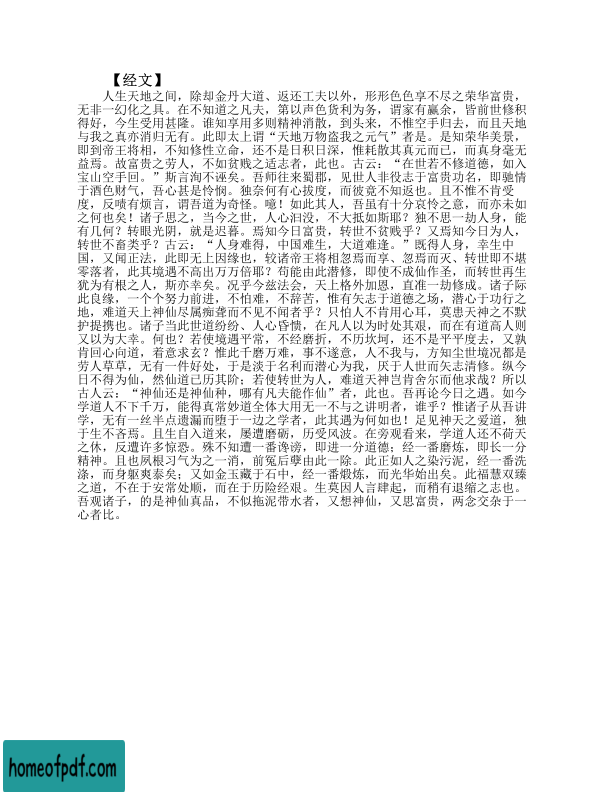 【经文】
人生天地之间，除却金丹大道、返还工夫以外，形形色色享不尽之荣华富贵，
无非一幻化之具。在不知道之凡夫，第以声色货利为务，谓家有赢余，皆前世修积
得好，今生受用甚隆。谁知享用多则精神消散，到头来，不惟空手归去，而且天地
与我之真亦消归无有。此即太上谓“天地万物盗我之元气”者是。是知荣华美景，
即到帝王将相，不知修性立命，还不是日积日深，惟耗散其真元而已，而真身毫无
益焉。故富贵之劳人，不如贫贱之适志者，此也。古云：“在世若不修道德，如入
宝山空手回。”斯言洵不诬矣。吾师往来蜀郡，见世人非役志于富贵功名，即驰情
于酒色财气，吾心甚是怜悯。独奈何有心拔度，而彼竟不知返也。且不惟不肯受
度，反啧有烦言，谓吾道为奇怪。噫！如此其人，吾虽有十分哀怜之意，而亦未如
之何也矣！诸子思之，当今之世，人心汩没，不大抵如斯耶？独不思一劫人身，能
有几何？转眼光阴，就是迟暮。焉知今日富贵，转世不贫贱乎？又焉知今日为人，
转世不畜类乎？古云：“人身难得，中国难生，大道难逢。”既得人身，幸生中
国，又闻正法，此即无上因缘也，较诸帝王将相忽焉而享、忽焉而灭、转世即不堪
零落者，此其境遇不高出万万倍耶？苟能由此潜修，即使不成仙作圣，而转世再生
犹为有根之人，斯亦幸矣。况乎今兹法会，天上格外加恩，直准一劫修成。诸子际
此良缘，一个个努力前进，不怕难，不辞苦，惟有矢志于道德之场，潜心于功行之
地，难道天上神仙尽属痴聋而不见不闻者乎？只怕人不肯用心耳，莫患天神之不默
护提携也。诸子当此世道纷纷、人心昏愦，在凡人以为时处其艰，而在有道高人则
又以为大幸。何也？若使境遇平常，不经磨折，不历坎坷，还不是平平度去，又孰
肯回心向道，着意求玄？惟此千磨万难，事不遂意，人不我与，方知尘世境况都是
劳人草草，无有一件好处，于是淡于名利而潜心为我，厌于人世而矢志清修。纵今
日不得为仙，然仙道已历其阶；若使转世为人，难道天神岂肯舍尔而他求哉？所以
古人云：“神仙还是神仙种，哪有凡夫能作仙”者，此也。吾再论今日之遇。如今
学道人不下千万，能得真常妙道全体大用无一不与之讲明者，谁乎？惟诸子从吾讲
学，无有一丝半点遗漏而堕于一边之学者，此其遇为何如也！足见神天之爱道，独
于生不吝焉。且生自入道来，屡遭磨砺，历受风波。在旁观看来，学道人还不荷天
之休，反遭许多惊恐。殊不知遭一番谗谤，即进一分道德；经一番磨炼，即长一分
精神。且也夙根习气为之一消，前冤后孽由此一除。此正如人之染污泥，经一番洗
涤，而身躯爽泰矣；又如金玉藏于石中，经一番煅炼，而光华始出矣。此福慧双臻
之道，不在于安常处顺，而在于历险经艰。生莫因人言肆起，而稍有退缩之志也。
吾观诸子，的是神仙真品，不似拖泥带水者，又想神仙，又思富贵，两念交杂于一
心者比。
homeofpdf.com